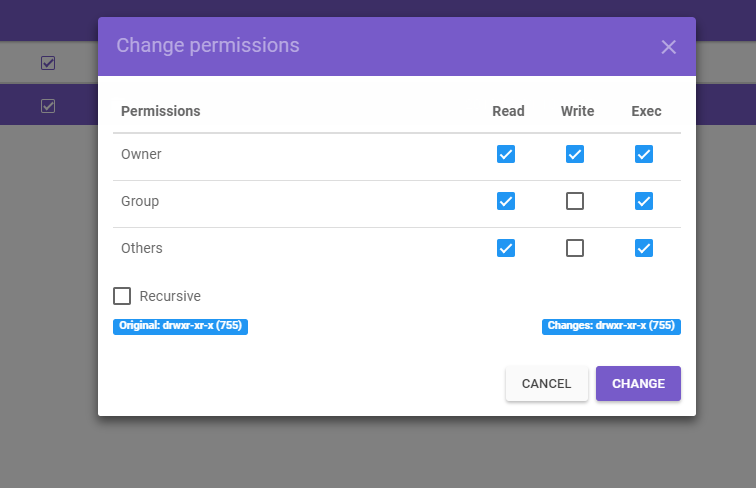 Change permissions
Permissions Read Write Exec
Owner
Group
Others
Recursive
Original: drwxr-xr-x (755) Changes: drwxr-xr-x (755)
CANCEL CHANGE